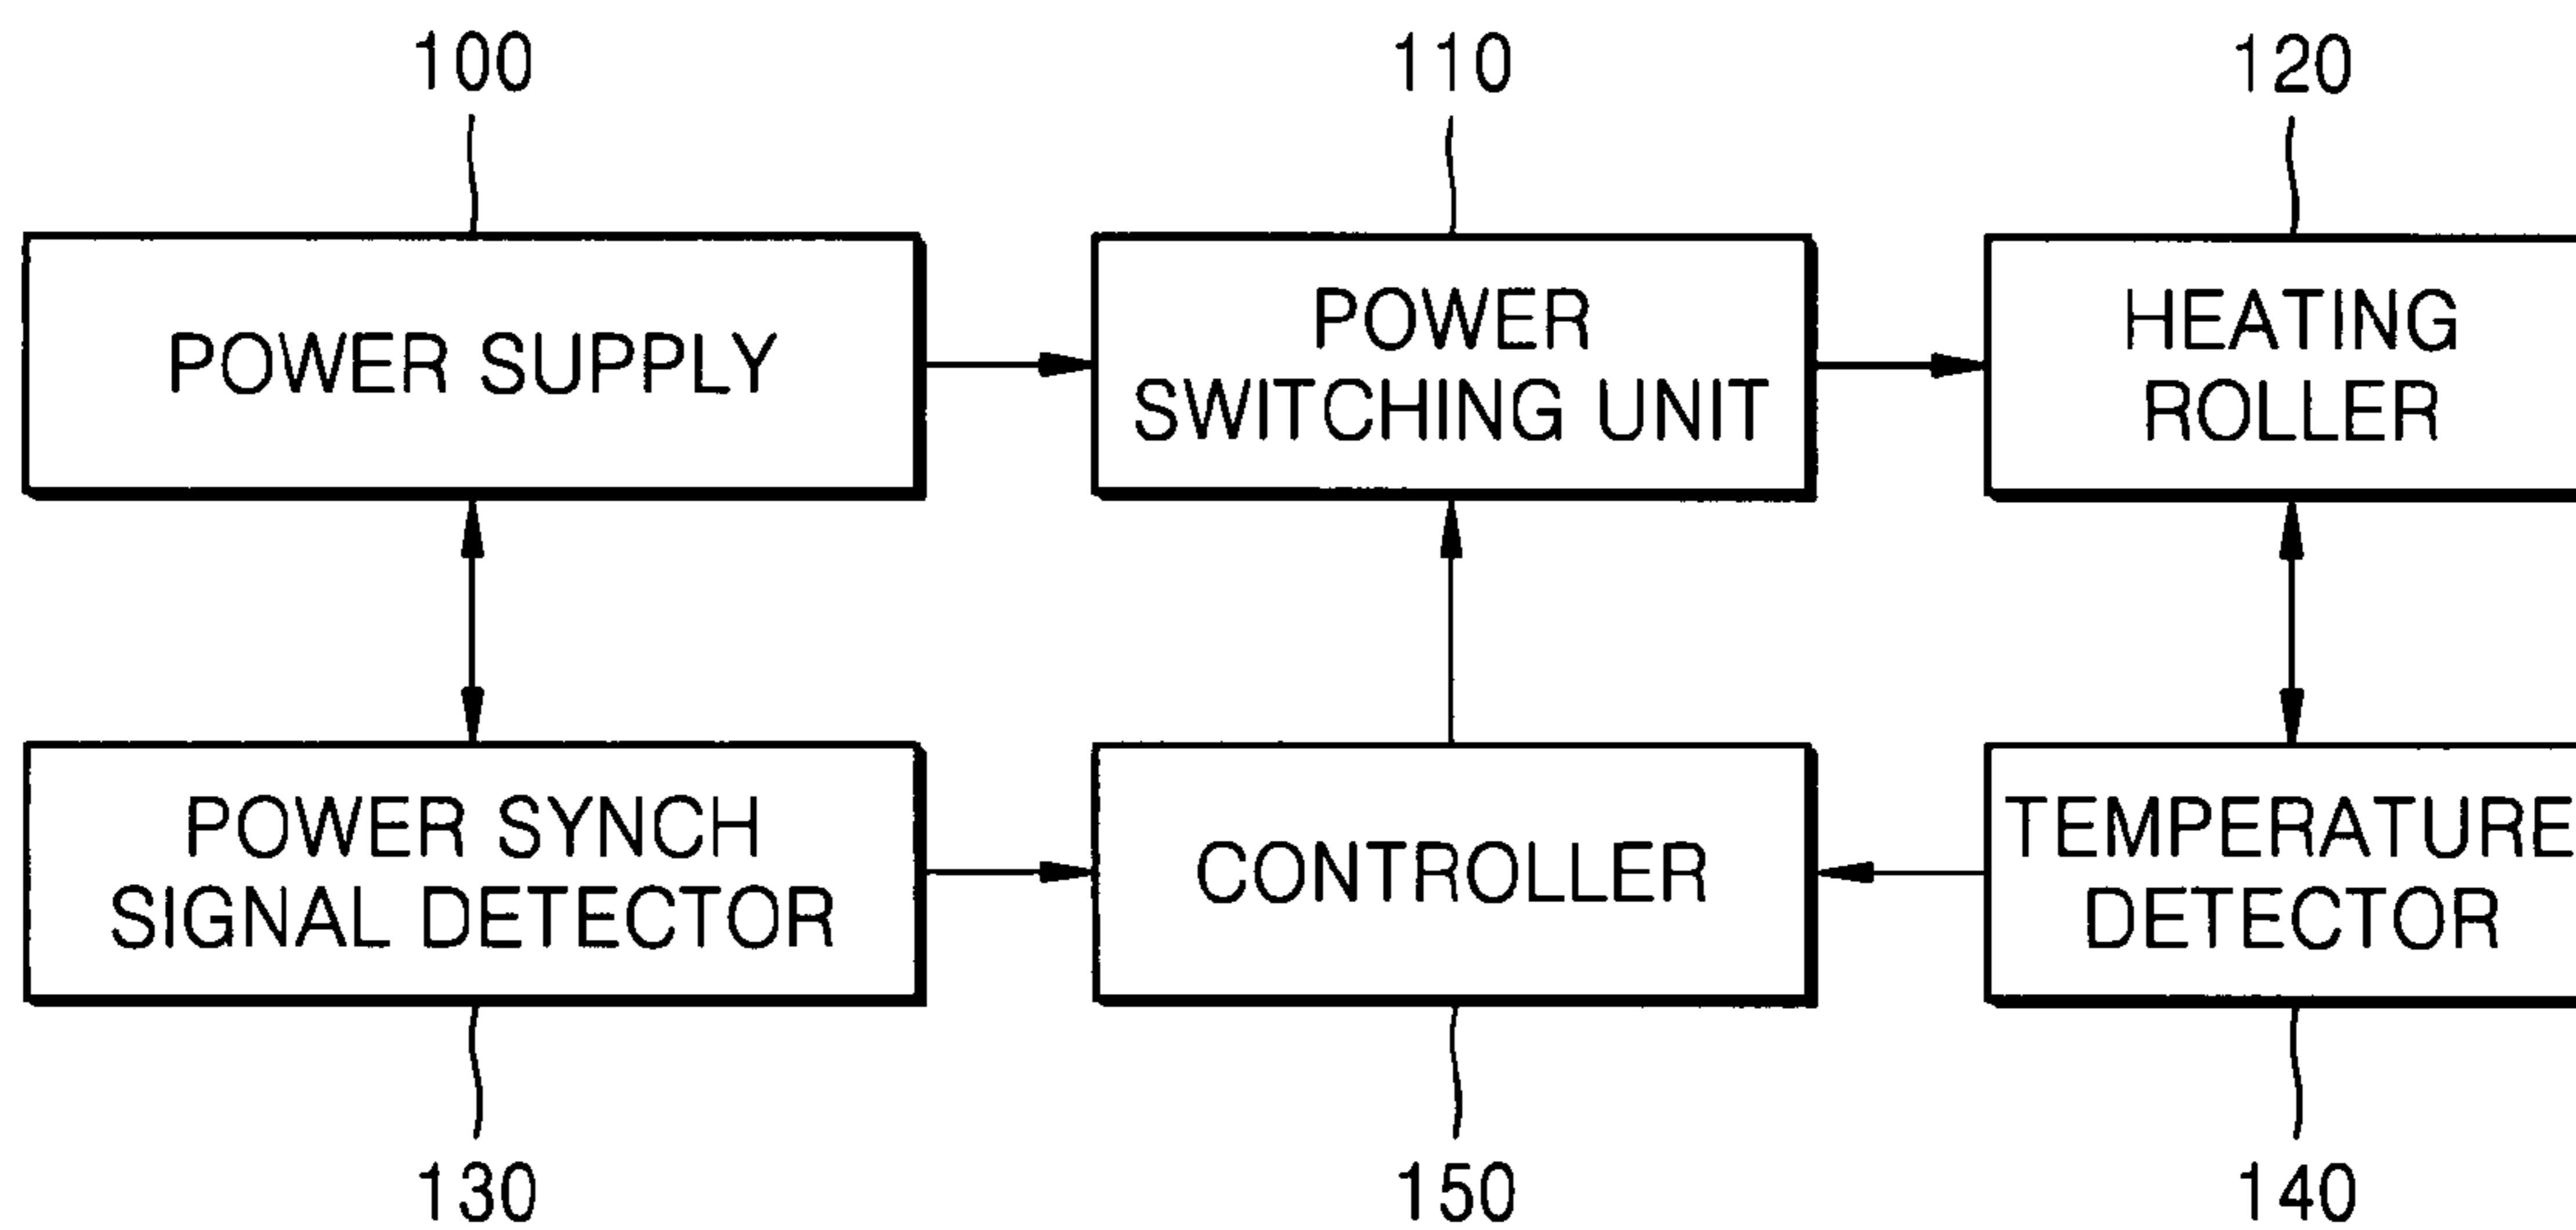 100
110
120
POWER SUPPLY
POWER
SWITCHING UNIT
HEATING
ROLLER
POWER SYNCH
SIGNAL DETECTOR
CONTROLLER
TEMPERATURE
DETECTOR
130
150
140